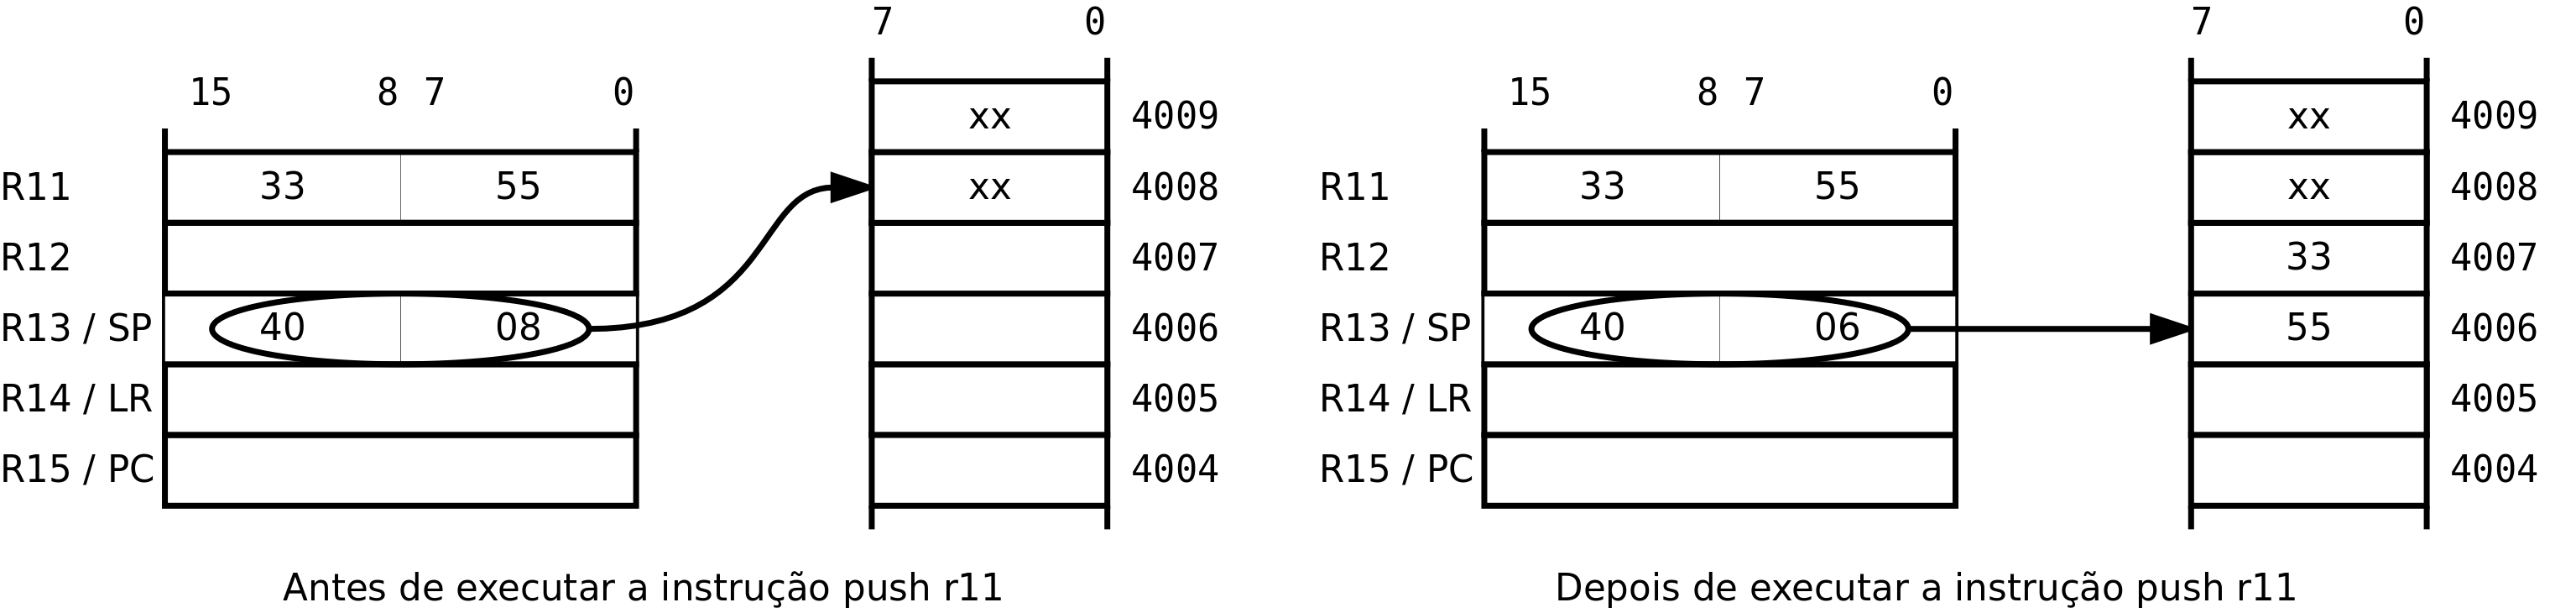 7 0
15 8 7 0
xx 4009
R11 33 55 xx 4008
R12 4007
R13 / SP 40 08 4006
R14 / LR 4005
R15 / PC 4004
Antes de executar a instrução push r11
7 0
15 8 7 0
xx 4009
R11 33 55 xx 4008
R12 33 4007
R13 / SP 40 06 55 4006
R14 / LR 4005
R15 / PC 4004
Depois de executar a instrução push r11